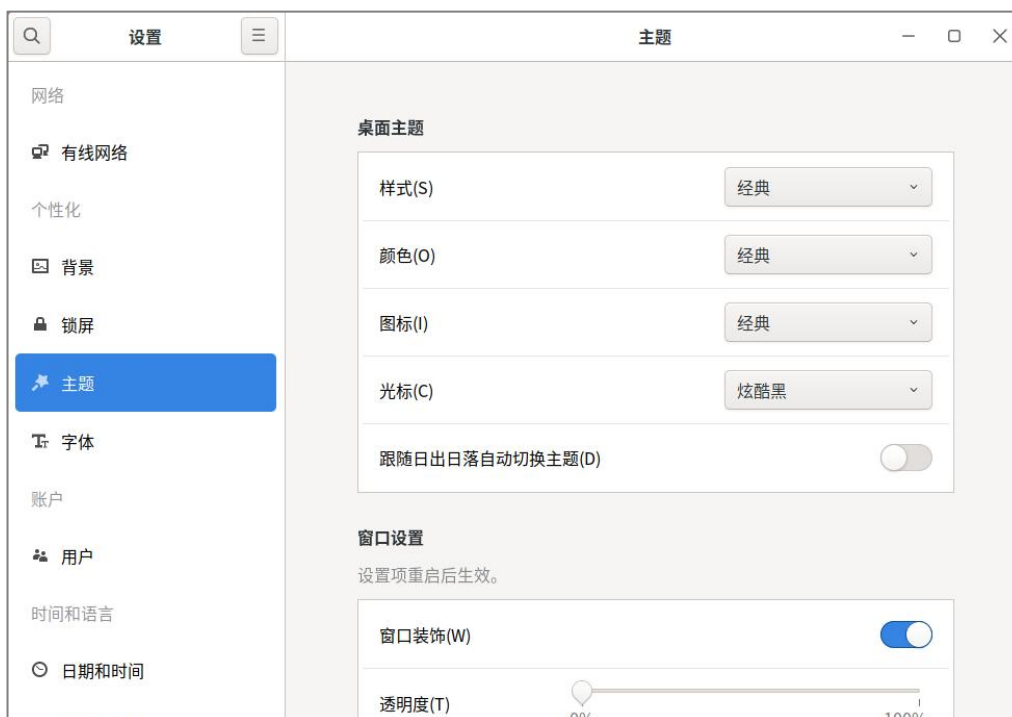 设置
主题
网络
有线网络
个性化
背景
锁屏
主题
字体
账户
用户
时间和语言
日期和时间
桌面主题
样式(S) 经典
颜色(O) 经典
图标(I) 经典
光标(C) 炫酷黑
跟随日出日落自动切换主题(D)
窗口设置
设置项重启后生效。
窗口装饰(W)
透明度(T)
0% 100%